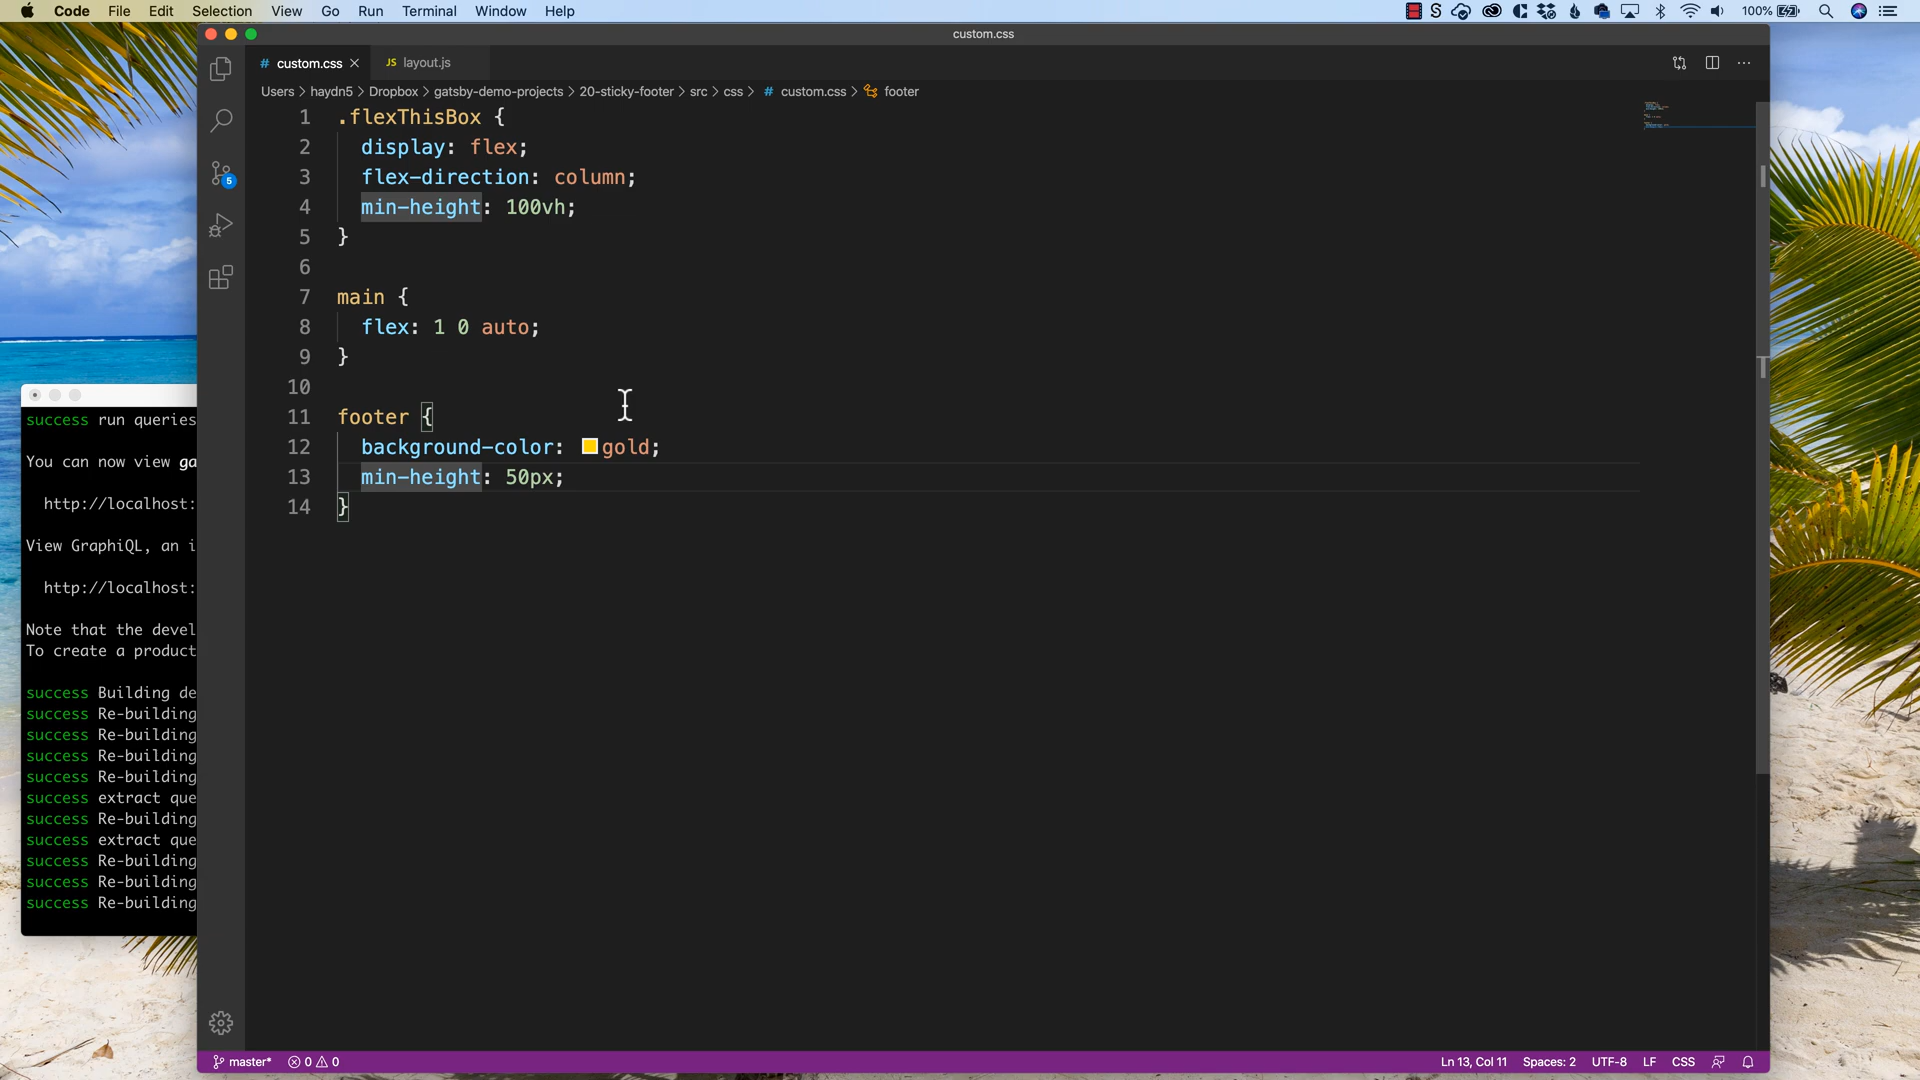 Code File Edit Selection View Go Run Terminal Window Help
100%
custom.css
# custom.css
JS layout.js
Users > haydn5 > Dropbox > gatsby-demo-projects > 20-sticky-footer > src > css > # custom.css > footer
1 .flexThisBox {
2 display: flex;
3 flex-direction: column;
4 min-height: 100vh;
5 }
6
7 main {
8 flex: 1 0 auto;
9 }
10
11 footer {
12 background-color: gold;
13 min-height: 50px;
14 }
5
success run queries
You can now view ga
http://localhost:
View GraphiQL, an i
http://localhost:
Note that the devel
To create a product
success Building de
success Re-building
success Re-building
success Re-building
success Re-building
success extract que
success Re-building
success extract que
success Re-building
success Re-building
success Re-building
master* 0 0
Ln 13, Col 11 Spaces: 2 UTF-8 LF CSS